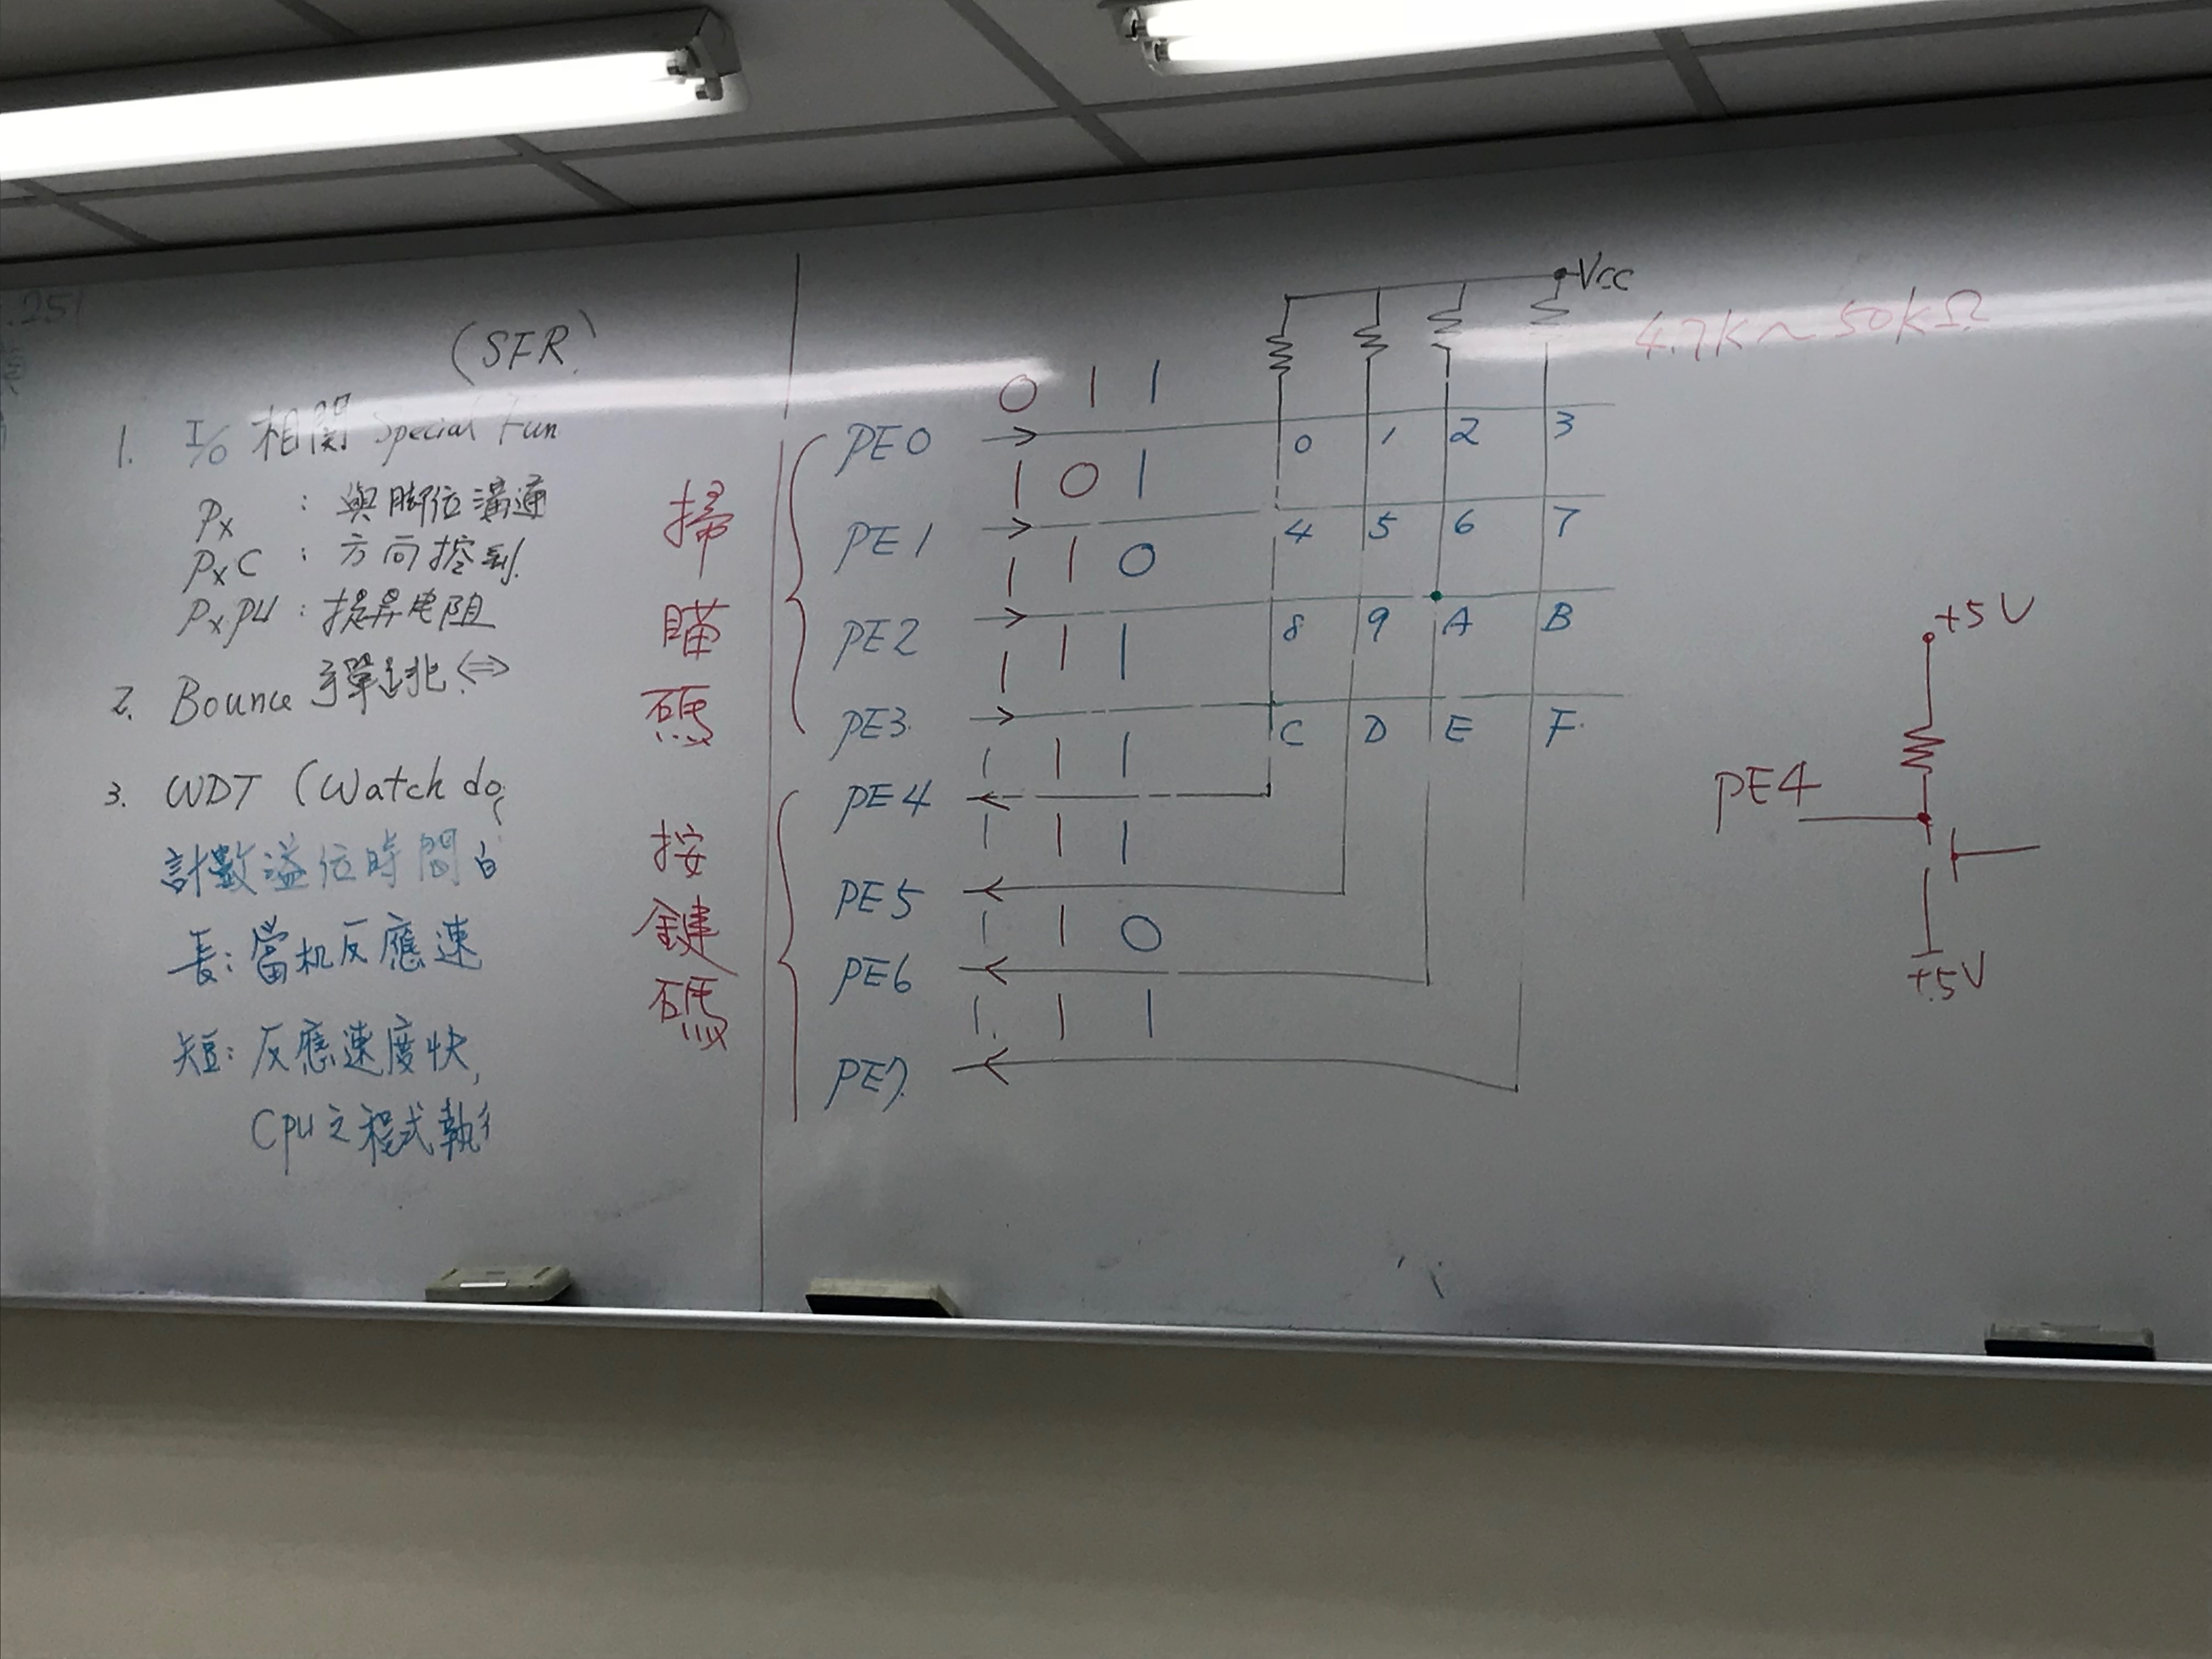 .251
(SFR)
1. I/O 相関 Special Fun
Px : 與脚位溝通
PxC : 方向控制
PxPU : 提昇电阻
2. Bounce 彈跳 <=>
3. WDT (Watch do
計數溢位時間
長: 當机反應速
短: 反應速度快,
CPU之程式執行
掃瞄碼
按鍵碼
Vcc
4.7K~50KΩ
0 1 1
PE0 0 1 2 3
1 0 1
PE1 4 5 6 7
1 1 0
PE2 8 9 A B
1 1 1
PE3 C D E F
1 1 1
PE4
1 1 1
PE5
1 1 0
PE6
1 1 1
PE7
+5V
PE4
+5V